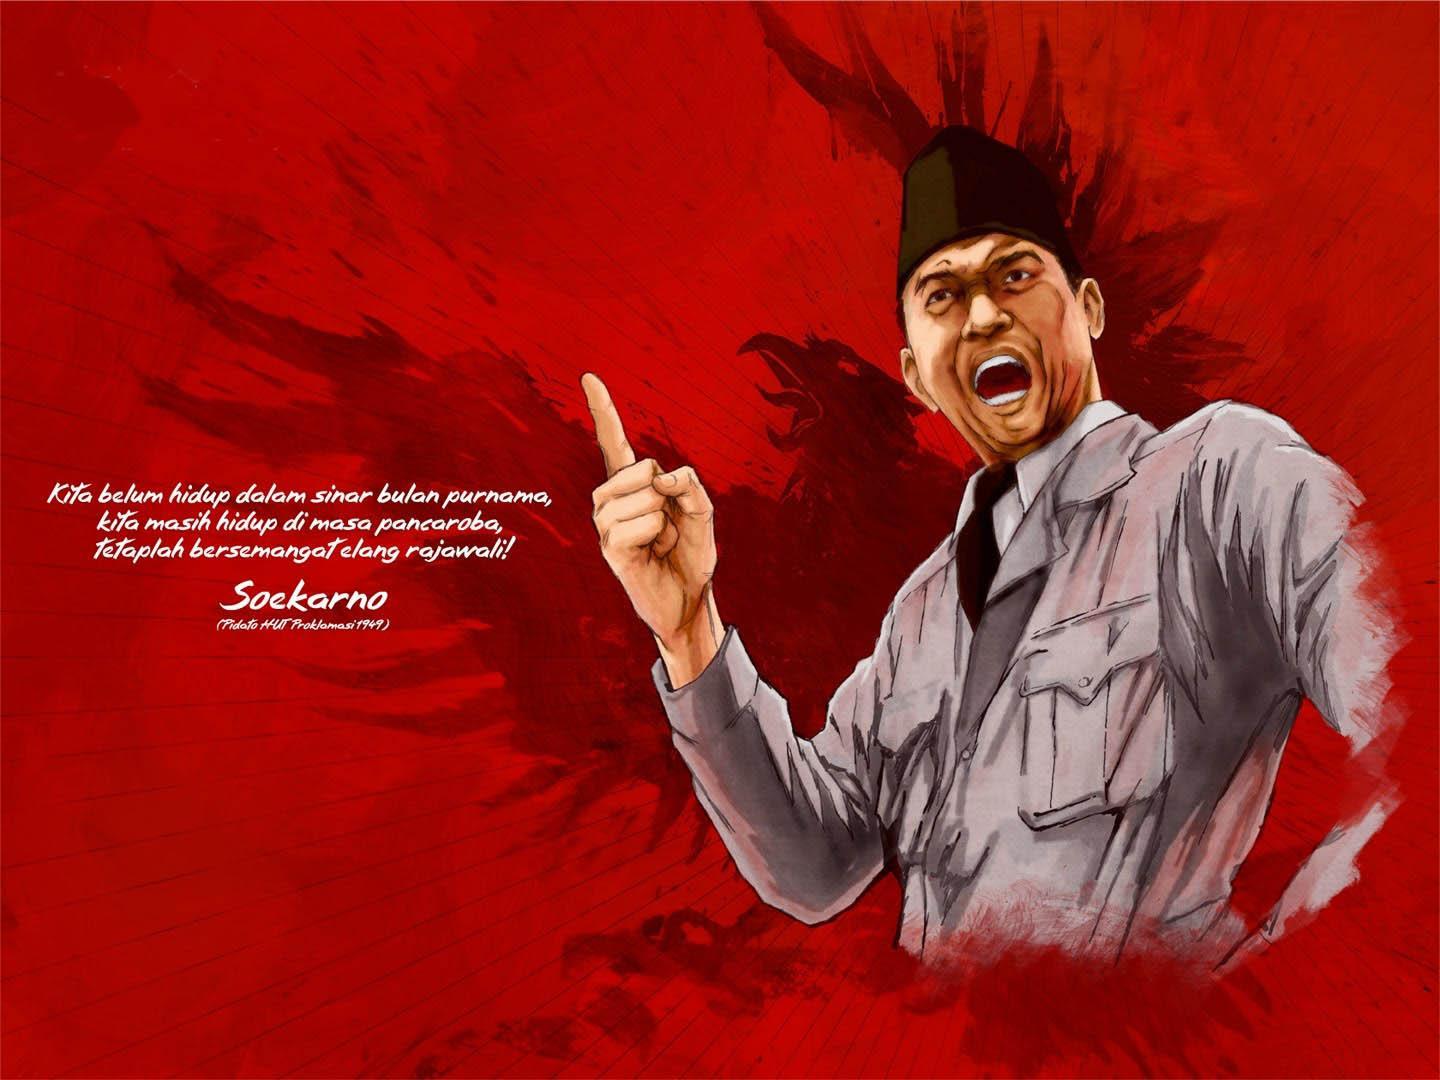 Kita belum hidup dalam sinar bulan purnama,
kita masih hidup di masa pancaroba,
tetaplah bersemangat elang rajawali!
Soekarno
(Pidato HUT Proklamasi 1949)